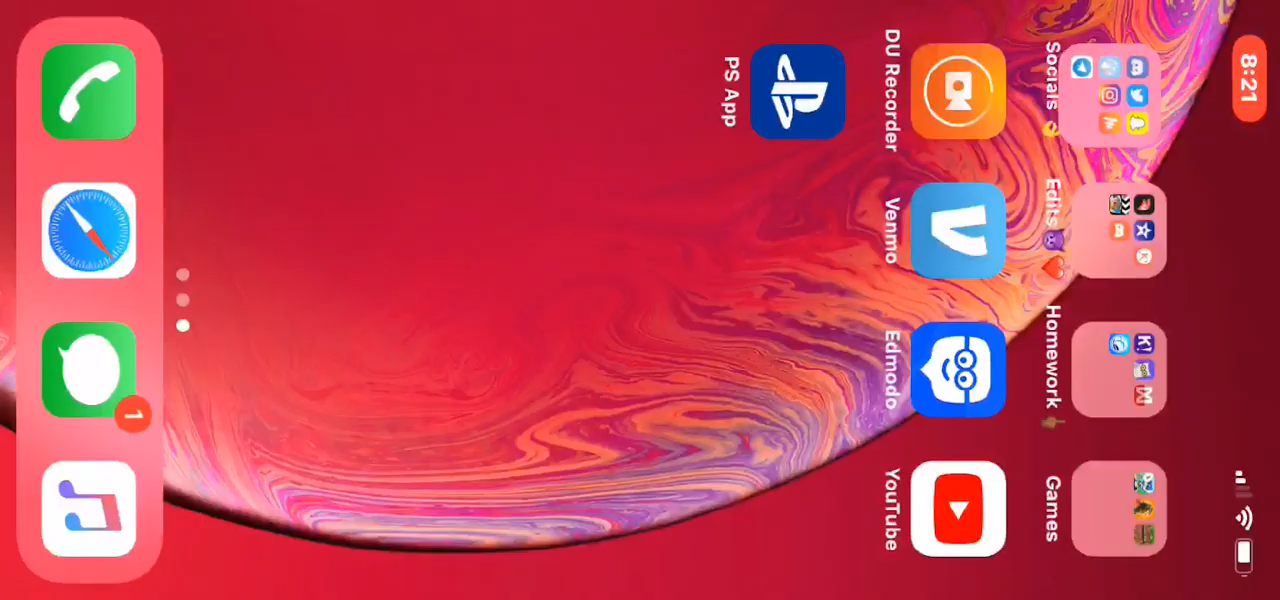 8:21
Socials 🤪
Edits 😈 ❤️
Homework 🖕🏾
Games
DU Recorder
Venmo
Edmodo
YouTube
PS App
1